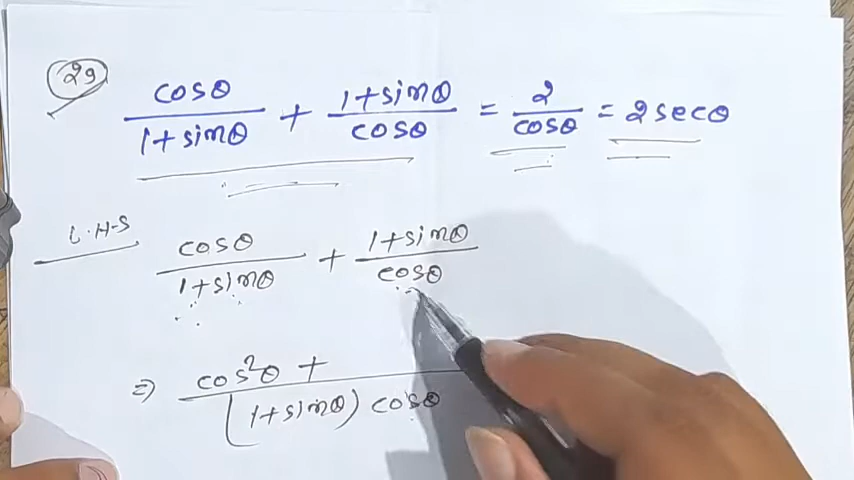 29
cosθ/1+sinθ + 1+sinθ/cosθ = 2/cosθ = 2secθ
L.H.S
cosθ/1+sinθ + 1+sinθ/cosθ
⇒ cos²θ + / (1+sinθ) cosθ